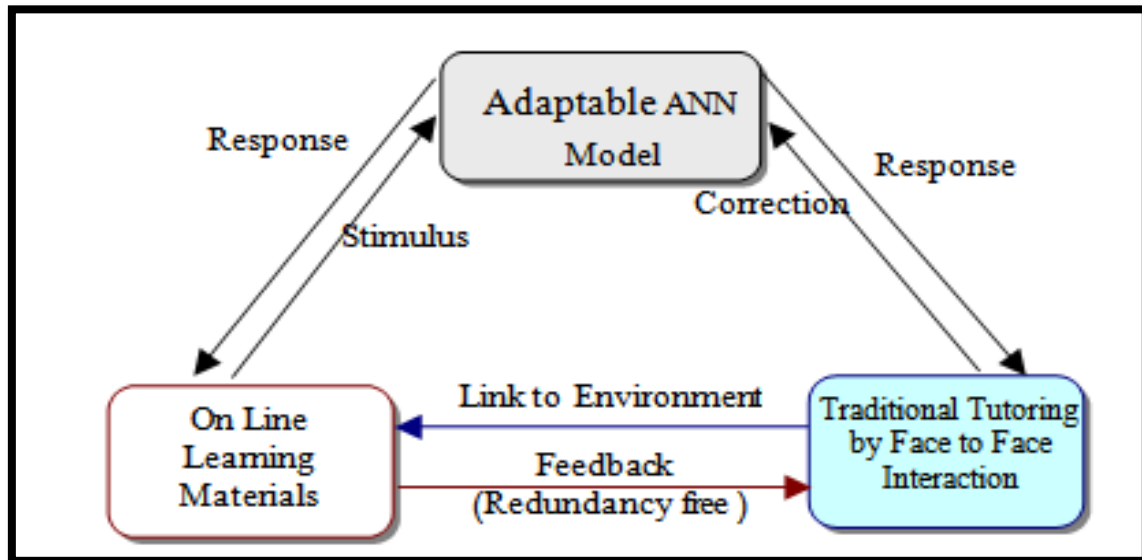 Adaptable ANN
Model
Response
Response
Correction
Stimulus
Link to Environment
On Line
Learning
Materials
Traditional Tutoring
by Face to Face
Interaction
Feedback
(Redundancy free )